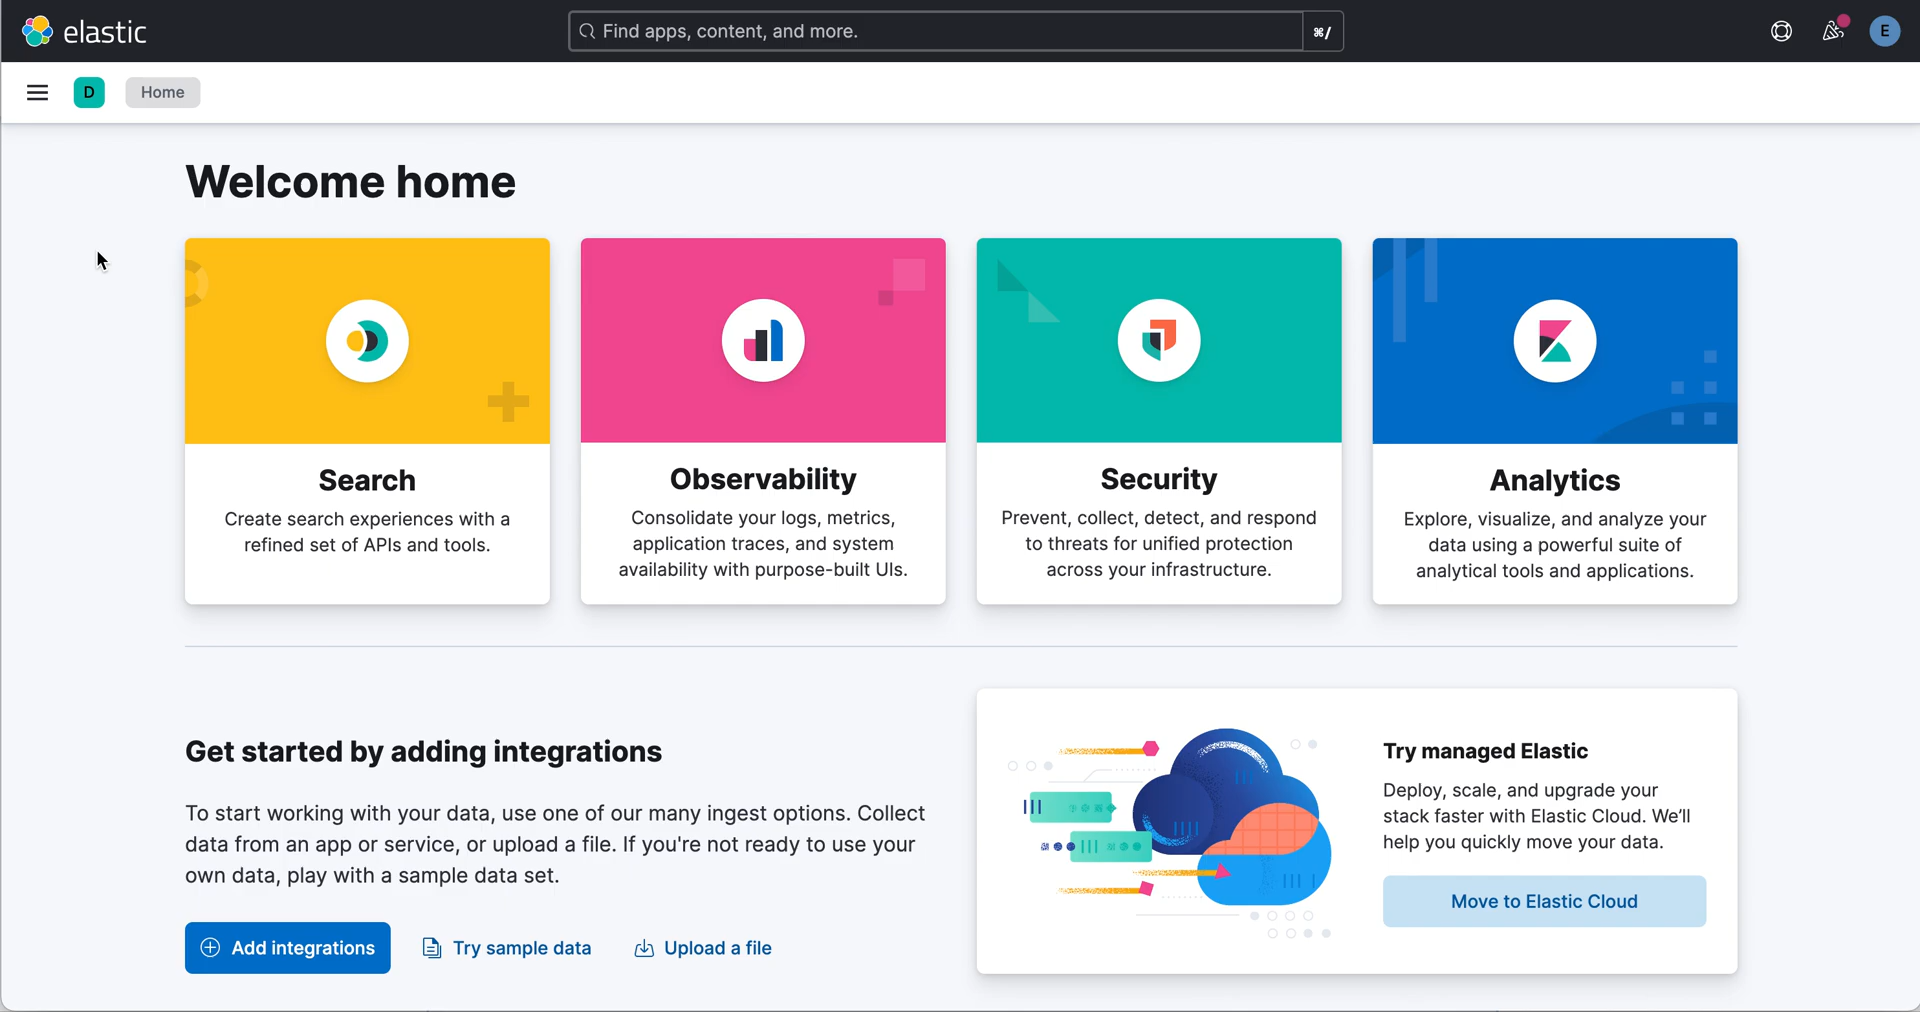 elastic
Find apps, content, and more.
⌘/
E
D
Home
Welcome home
Search
Create search experiences with a
refined set of APIs and tools.
Observability
Consolidate your logs, metrics,
application traces, and system
availability with purpose-built UIs.
Security
Prevent, collect, detect, and respond
to threats for unified protection
across your infrastructure.
Analytics
Explore, visualize, and analyze your
data using a powerful suite of
analytical tools and applications.
Get started by adding integrations
To start working with your data, use one of our many ingest options. Collect
data from an app or service, or upload a file. If you're not ready to use your
own data, play with a sample data set.
Add integrations
Try sample data
Upload a file
Try managed Elastic
Deploy, scale, and upgrade your
stack faster with Elastic Cloud. We’ll
help you quickly move your data.
Move to Elastic Cloud